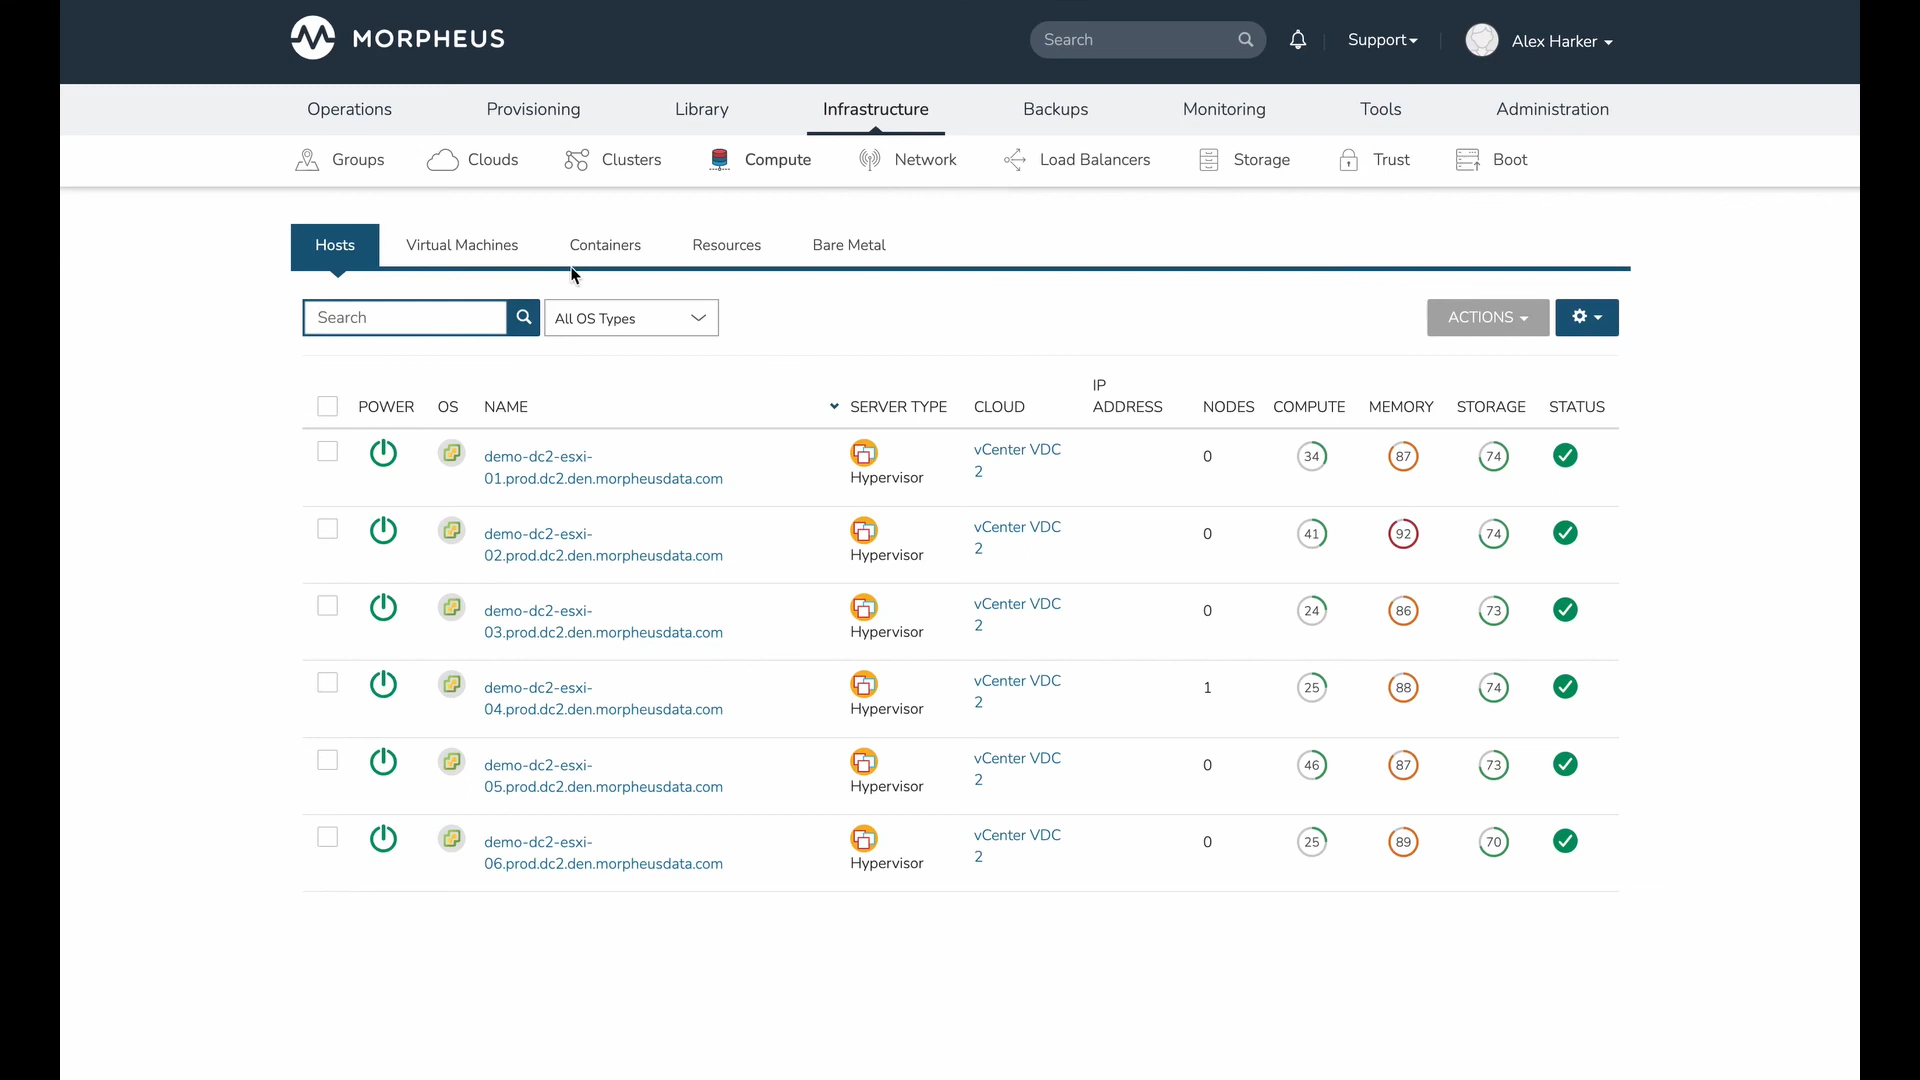 MORPHEUS
Search
Support
Alex Harker
Operations
Provisioning
Library
Infrastructure
Backups
Monitoring
Tools
Administration
Groups
Clouds
Clusters
Compute
Network
Load Balancers
Storage
Trust
Boot
Hosts
Virtual Machines
Containers
Resources
Bare Metal
Search
All OS Types
ACTIONS
POWER
OS
NAME
SERVER TYPE
CLOUD
IP
ADDRESS
NODES
COMPUTE
MEMORY
STORAGE
STATUS
demo-dc2-esxi-
01.prod.dc2.den.morpheusdata.com
Hypervisor
vCenter VDC
2
0
34
87
74
demo-dc2-esxi-
02.prod.dc2.den.morpheusdata.com
Hypervisor
vCenter VDC
2
0
41
92
74
demo-dc2-esxi-
03.prod.dc2.den.morpheusdata.com
Hypervisor
vCenter VDC
2
0
24
86
73
demo-dc2-esxi-
04.prod.dc2.den.morpheusdata.com
Hypervisor
vCenter VDC
2
1
25
88
74
demo-dc2-esxi-
05.prod.dc2.den.morpheusdata.com
Hypervisor
vCenter VDC
2
0
46
87
73
demo-dc2-esxi-
06.prod.dc2.den.morpheusdata.com
Hypervisor
vCenter VDC
2
0
25
89
70